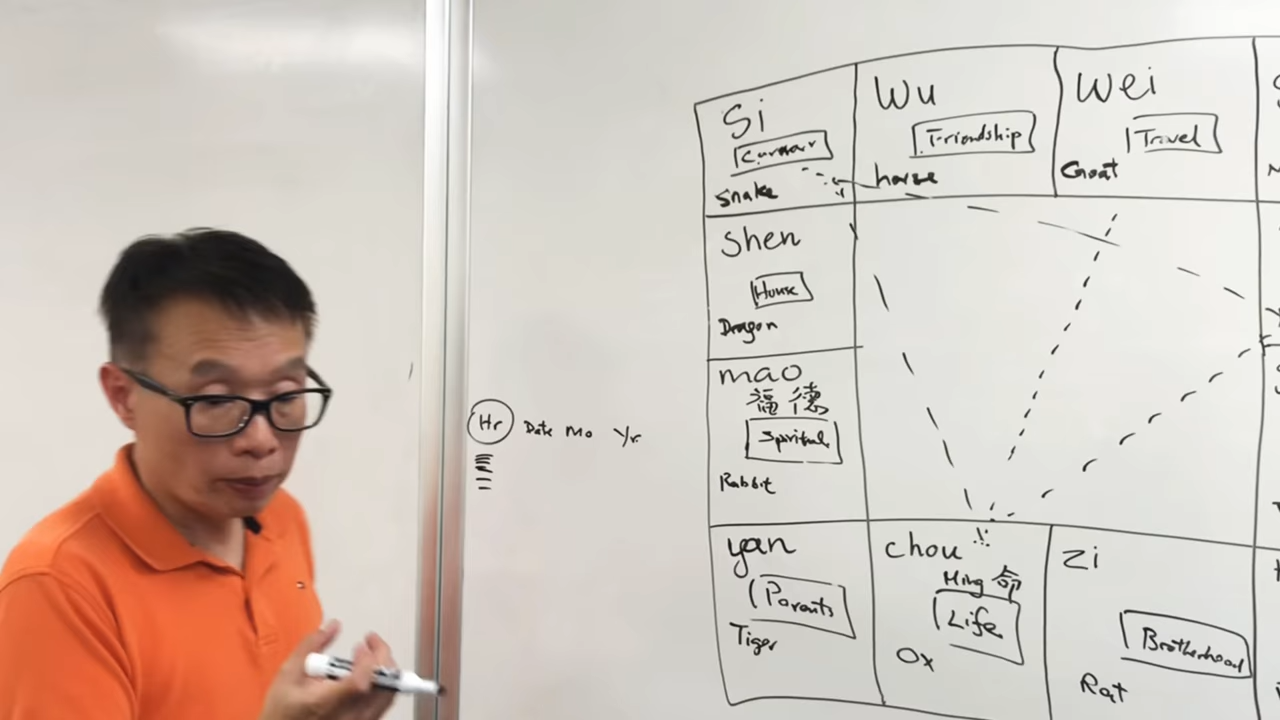 Si
Career
Snake
Wu
Friendship
horse
Wei
Travel
Goat
Shen
House
Dragon
mao
福德
Spiritual
Rabbit
Hr Date Mo Yr
yan
Parents
Tiger
chou
Ming 命
Life
Ox
Zi
Brotherhood
Rat